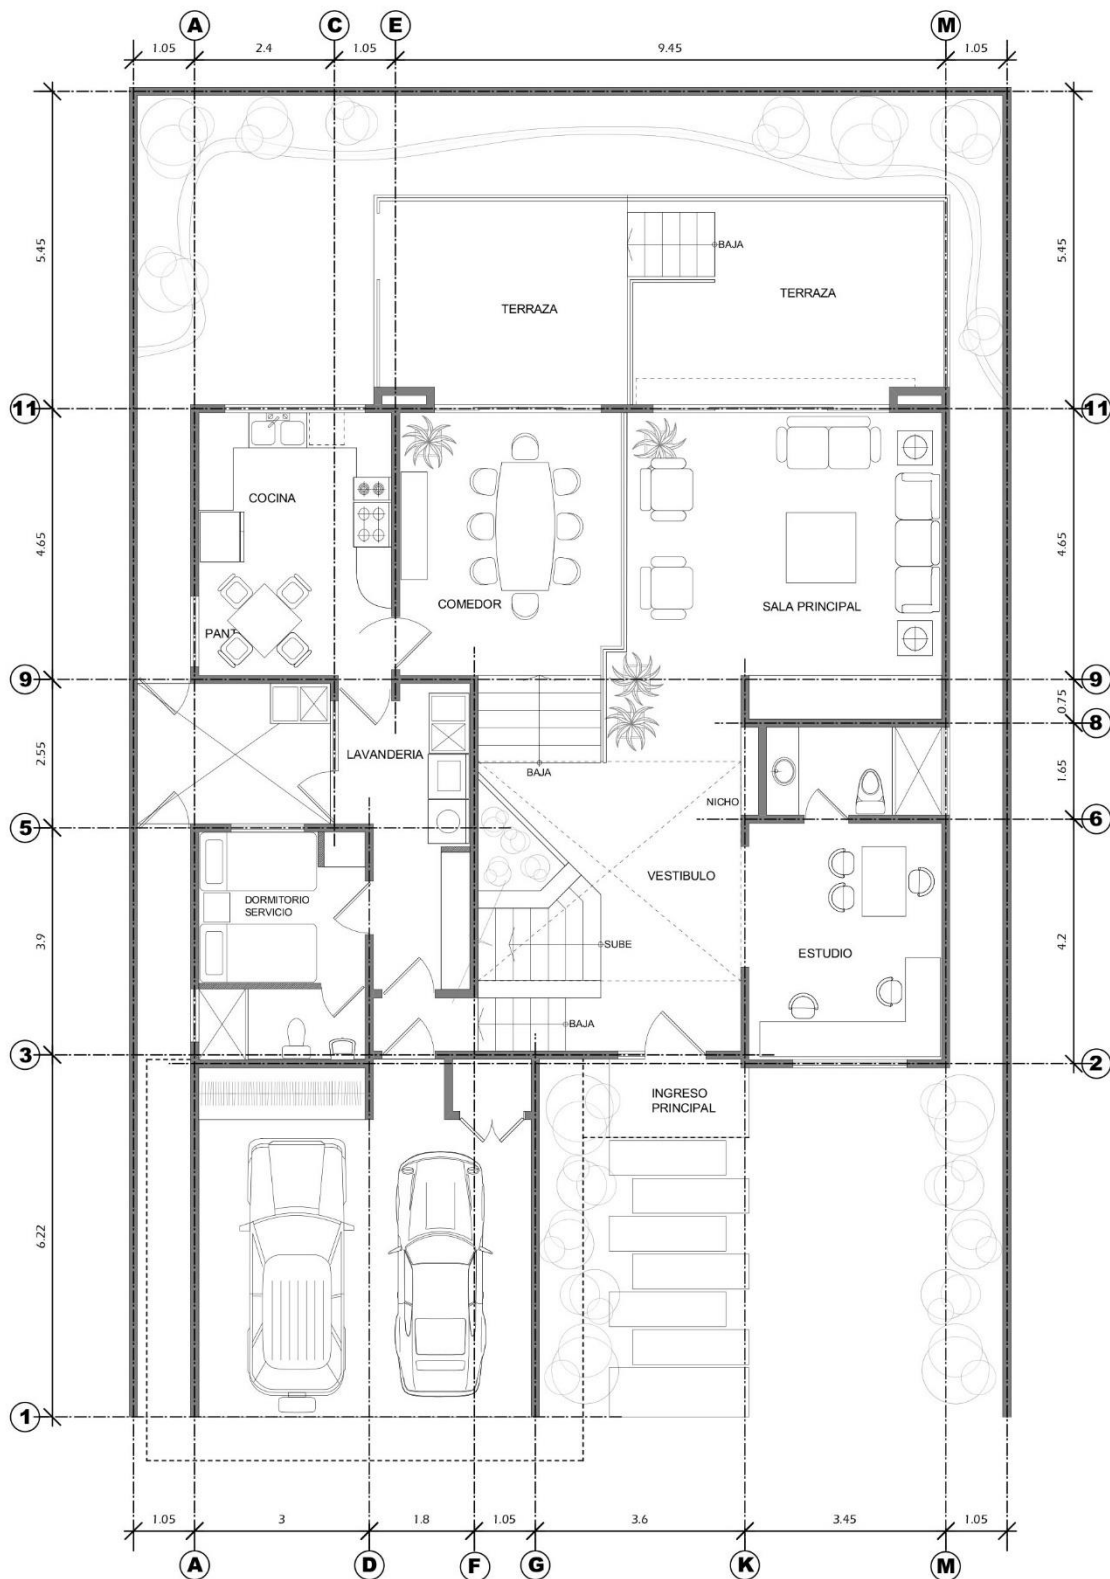 A
C
E
M
1.05
2.4
1.05
9.45
1.05
5.45
5.45
BAJA
TERRAZA
TERRAZA
11
11
COCINA
4.65
4.65
COMEDOR
SALA PRINCIPAL
PANT
9
9
0.75
8
2.55
LAVANDERIA
BAJA
1.65
NICHO
5
6
VESTIBULO
DORMITORIO
SERVICIO
3.9
SUBE
ESTUDIO
4.2
BAJA
3
2
INGRESO
PRINCIPAL
6.22
1
1.05
3
1.8
1.05
3.6
3.45
1.05
A
D
F
G
K
M